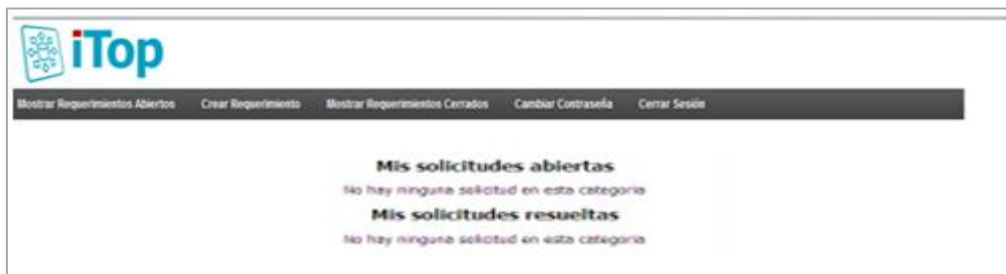 iTop
Mostrar Requerimientos Abiertos Crear Requerimiento Mostrar Requerimientos Cerrados Cambiar Contraseña Cerrar Sesión
Mis solicitudes abiertas
No hay ninguna solicitud en esta categoria
Mis solicitudes resueltas
No hay ninguna solicitud en esta categoria